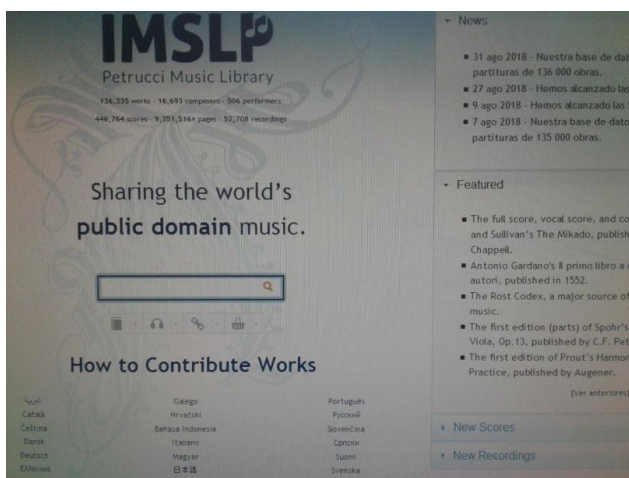 IMSLP
Petrucci Music Library
136,335 works - 16,693 composers - 506 performers
446,764 scores - 9,351,516+ pages - 52,708 recordings
Sharing the world's
public domain music.
How to Contribute Works
العربية
Català
Čeština
Dansk
Deutsch
Ελληνικά
Galego
Hrvatski
Bahasa Indonesia
Italiano
Magyar
日本語
Português
Русский
Slovenčina
Српски
Suomi
Svenska
News
31 ago 2018 - Nuestra base de dat
partituras de 136 000 obras.
27 ago 2018 - Hemos alcanzado las
9 ago 2018 - Hemos alcanzado las
7 ago 2018 - Nuestra base de dato
partituras de 135 000 obras.
Featured
The full score, vocal score, and co
and Sullivan's The Mikado, publish
Chappell.
Antonio Gardano's Il primo libro a
autori, published in 1552.
The Rost Codex, a major source of
music.
The first edition (parts) of Spohr's
Viola, Op.13, published by C.F. Pet
The first edition of Prout's Harmon
Practice, published by Augener.
[Ver anteriores]
New Scores
New Recordings